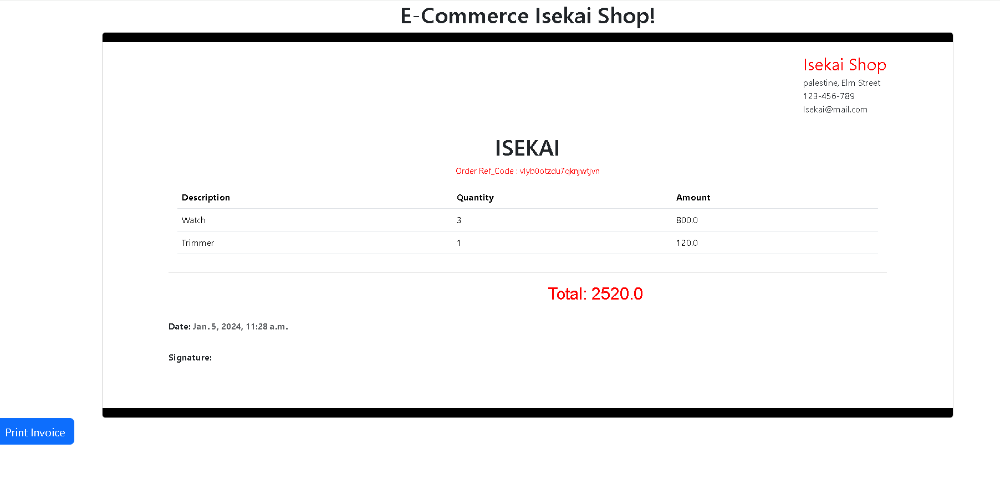 E-Commerce Isekai Shop!
Isekai Shop
palestine, Elm Street
123-456-789
Isekai@mail.com
ISEKAI
Order Ref_Code : vlyb0otzdu7qknjwtjvn
Description Quantity Amount
Watch 3 800.0
Trimmer 1 120.0
Total: 2520.0
Date: Jan. 5, 2024, 11:28 a.m.
Signature:
Print Invoice